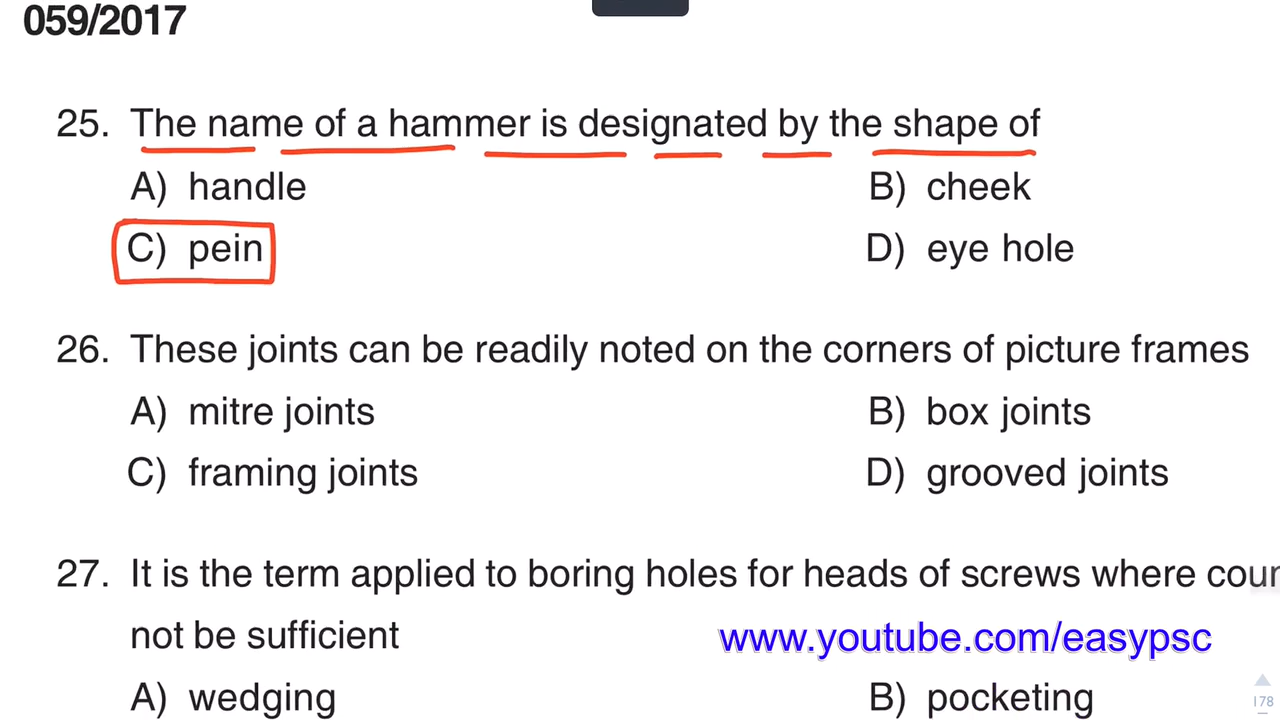 059/2017
25. The name of a hammer is designated by the shape of
A) handle B) cheek
C) pein D) eye hole
26. These joints can be readily noted on the corners of picture frames
A) mitre joints B) box joints
C) framing joints D) grooved joints
27. It is the term applied to boring holes for heads of screws where
not be sufficient
www.youtube.com/easypsc
A) wedging B) pocketing
178